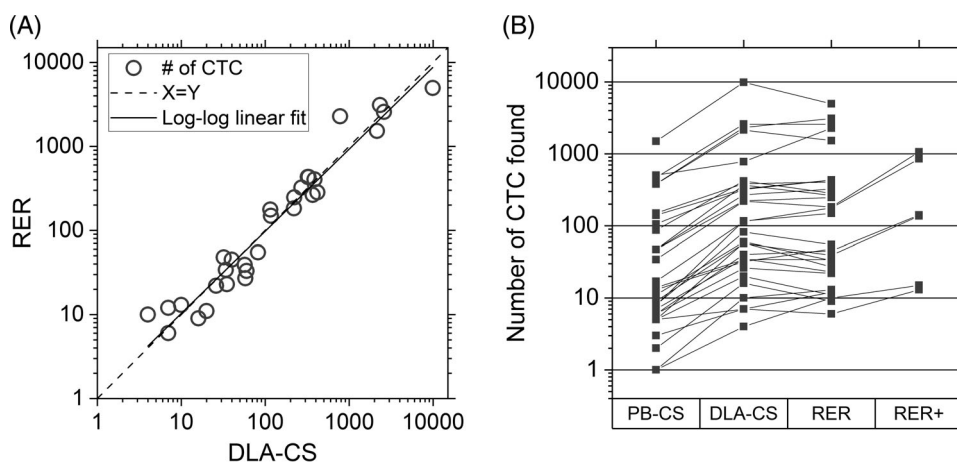 (A)
RER
10000
1000
100
10
1
# of CTC
X=Y
Log-log linear fit
1 10 100 1000 10000
DLA-CS
(B)
Number of CTC found
10000
1000
100
10
1
PB-CS DLA-CS RER RER+